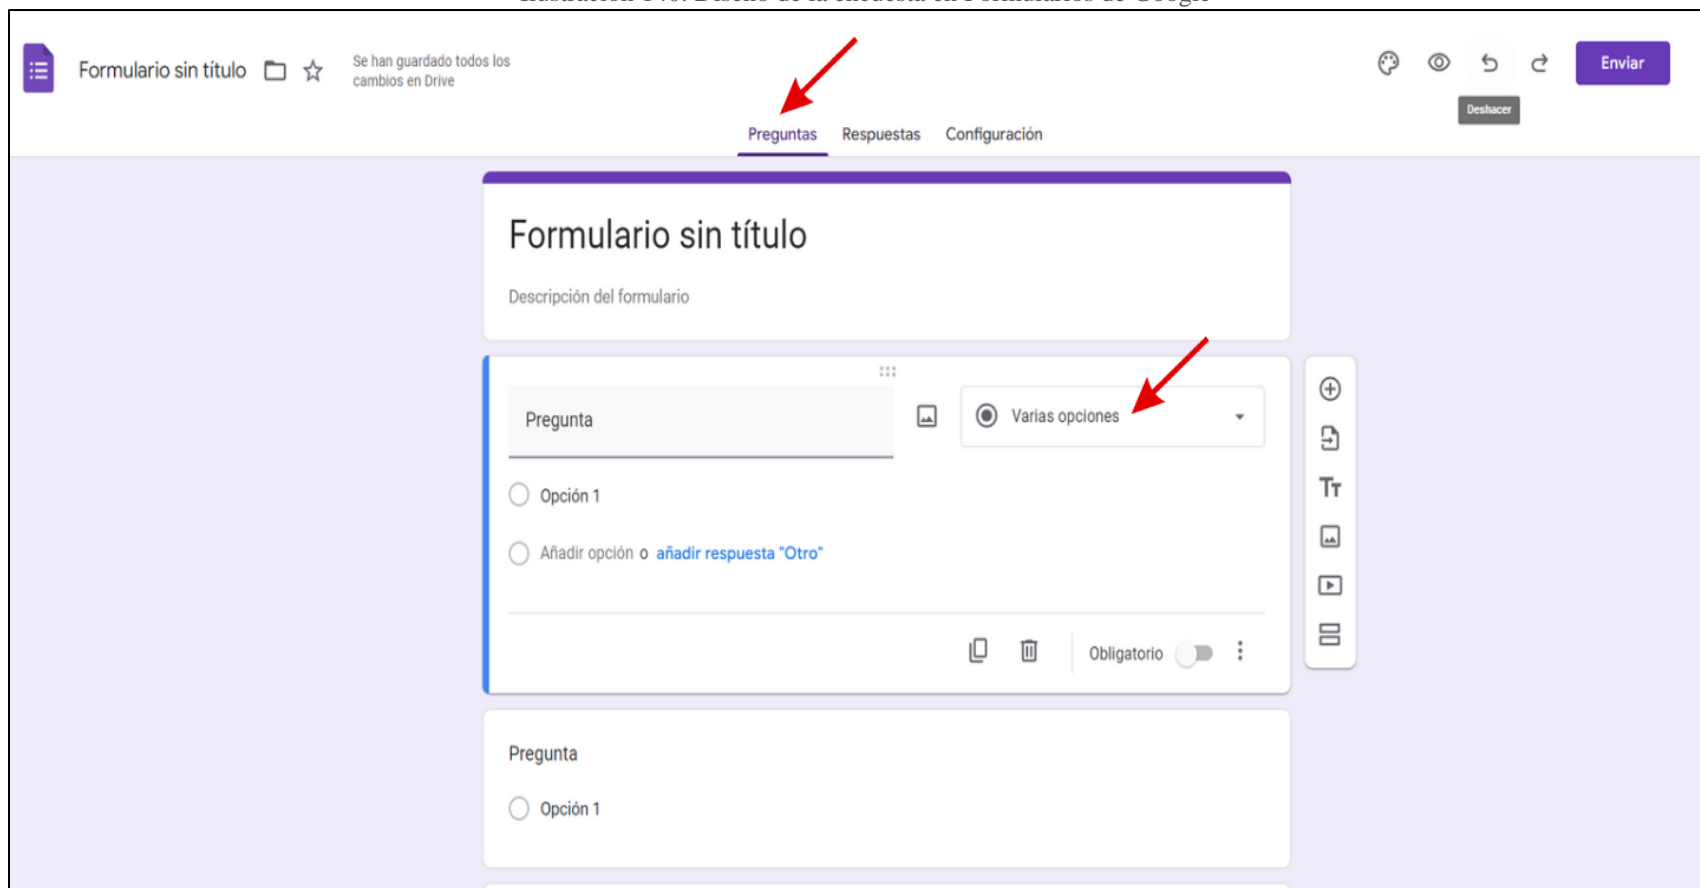 Formulario sin título
Se han guardado todos los
cambios en Drive
Enviar
Deshacer
Preguntas Respuestas Configuración
Formulario sin título
Descripción del formulario
Pregunta
Varias opciones
Opción 1
Añadir opción o añadir respuesta "Otro"
Obligatorio
Pregunta
Opción 1